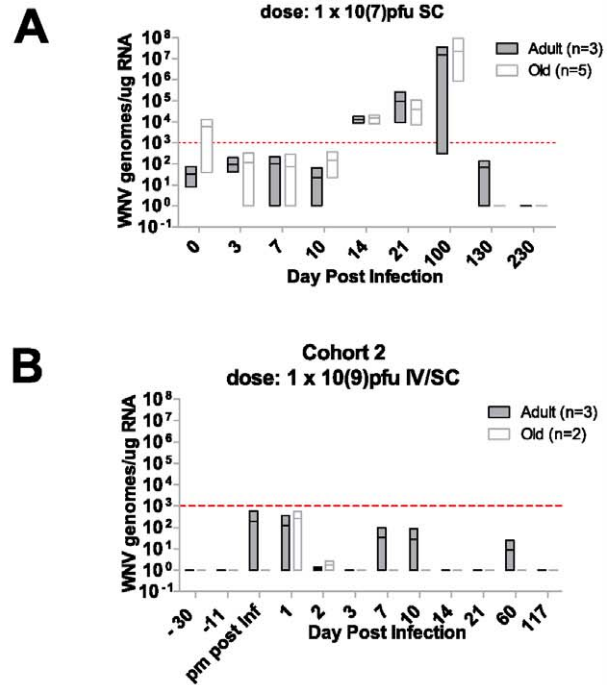 A
dose: 1 x 10(7)pfu SC
WNV genomes/ug RNA
10^8
10^7
10^6
10^5
10^4
10^3
10^2
10^1
10^0
10^-1
Adult (n=3)
Old (n=5)
0 3 7 10 14 21 100 130 230
Day Post Infection
B
Cohort 2
dose: 1 x 10(9)pfu IV/SC
WNV genomes/ug RNA
10^8
10^7
10^6
10^5
10^4
10^3
10^2
10^1
10^0
10^-1
Adult (n=3)
Old (n=2)
-30 -11 pm post Inf 1 2 3 7 10 14 21 60 117
Day Post Infection